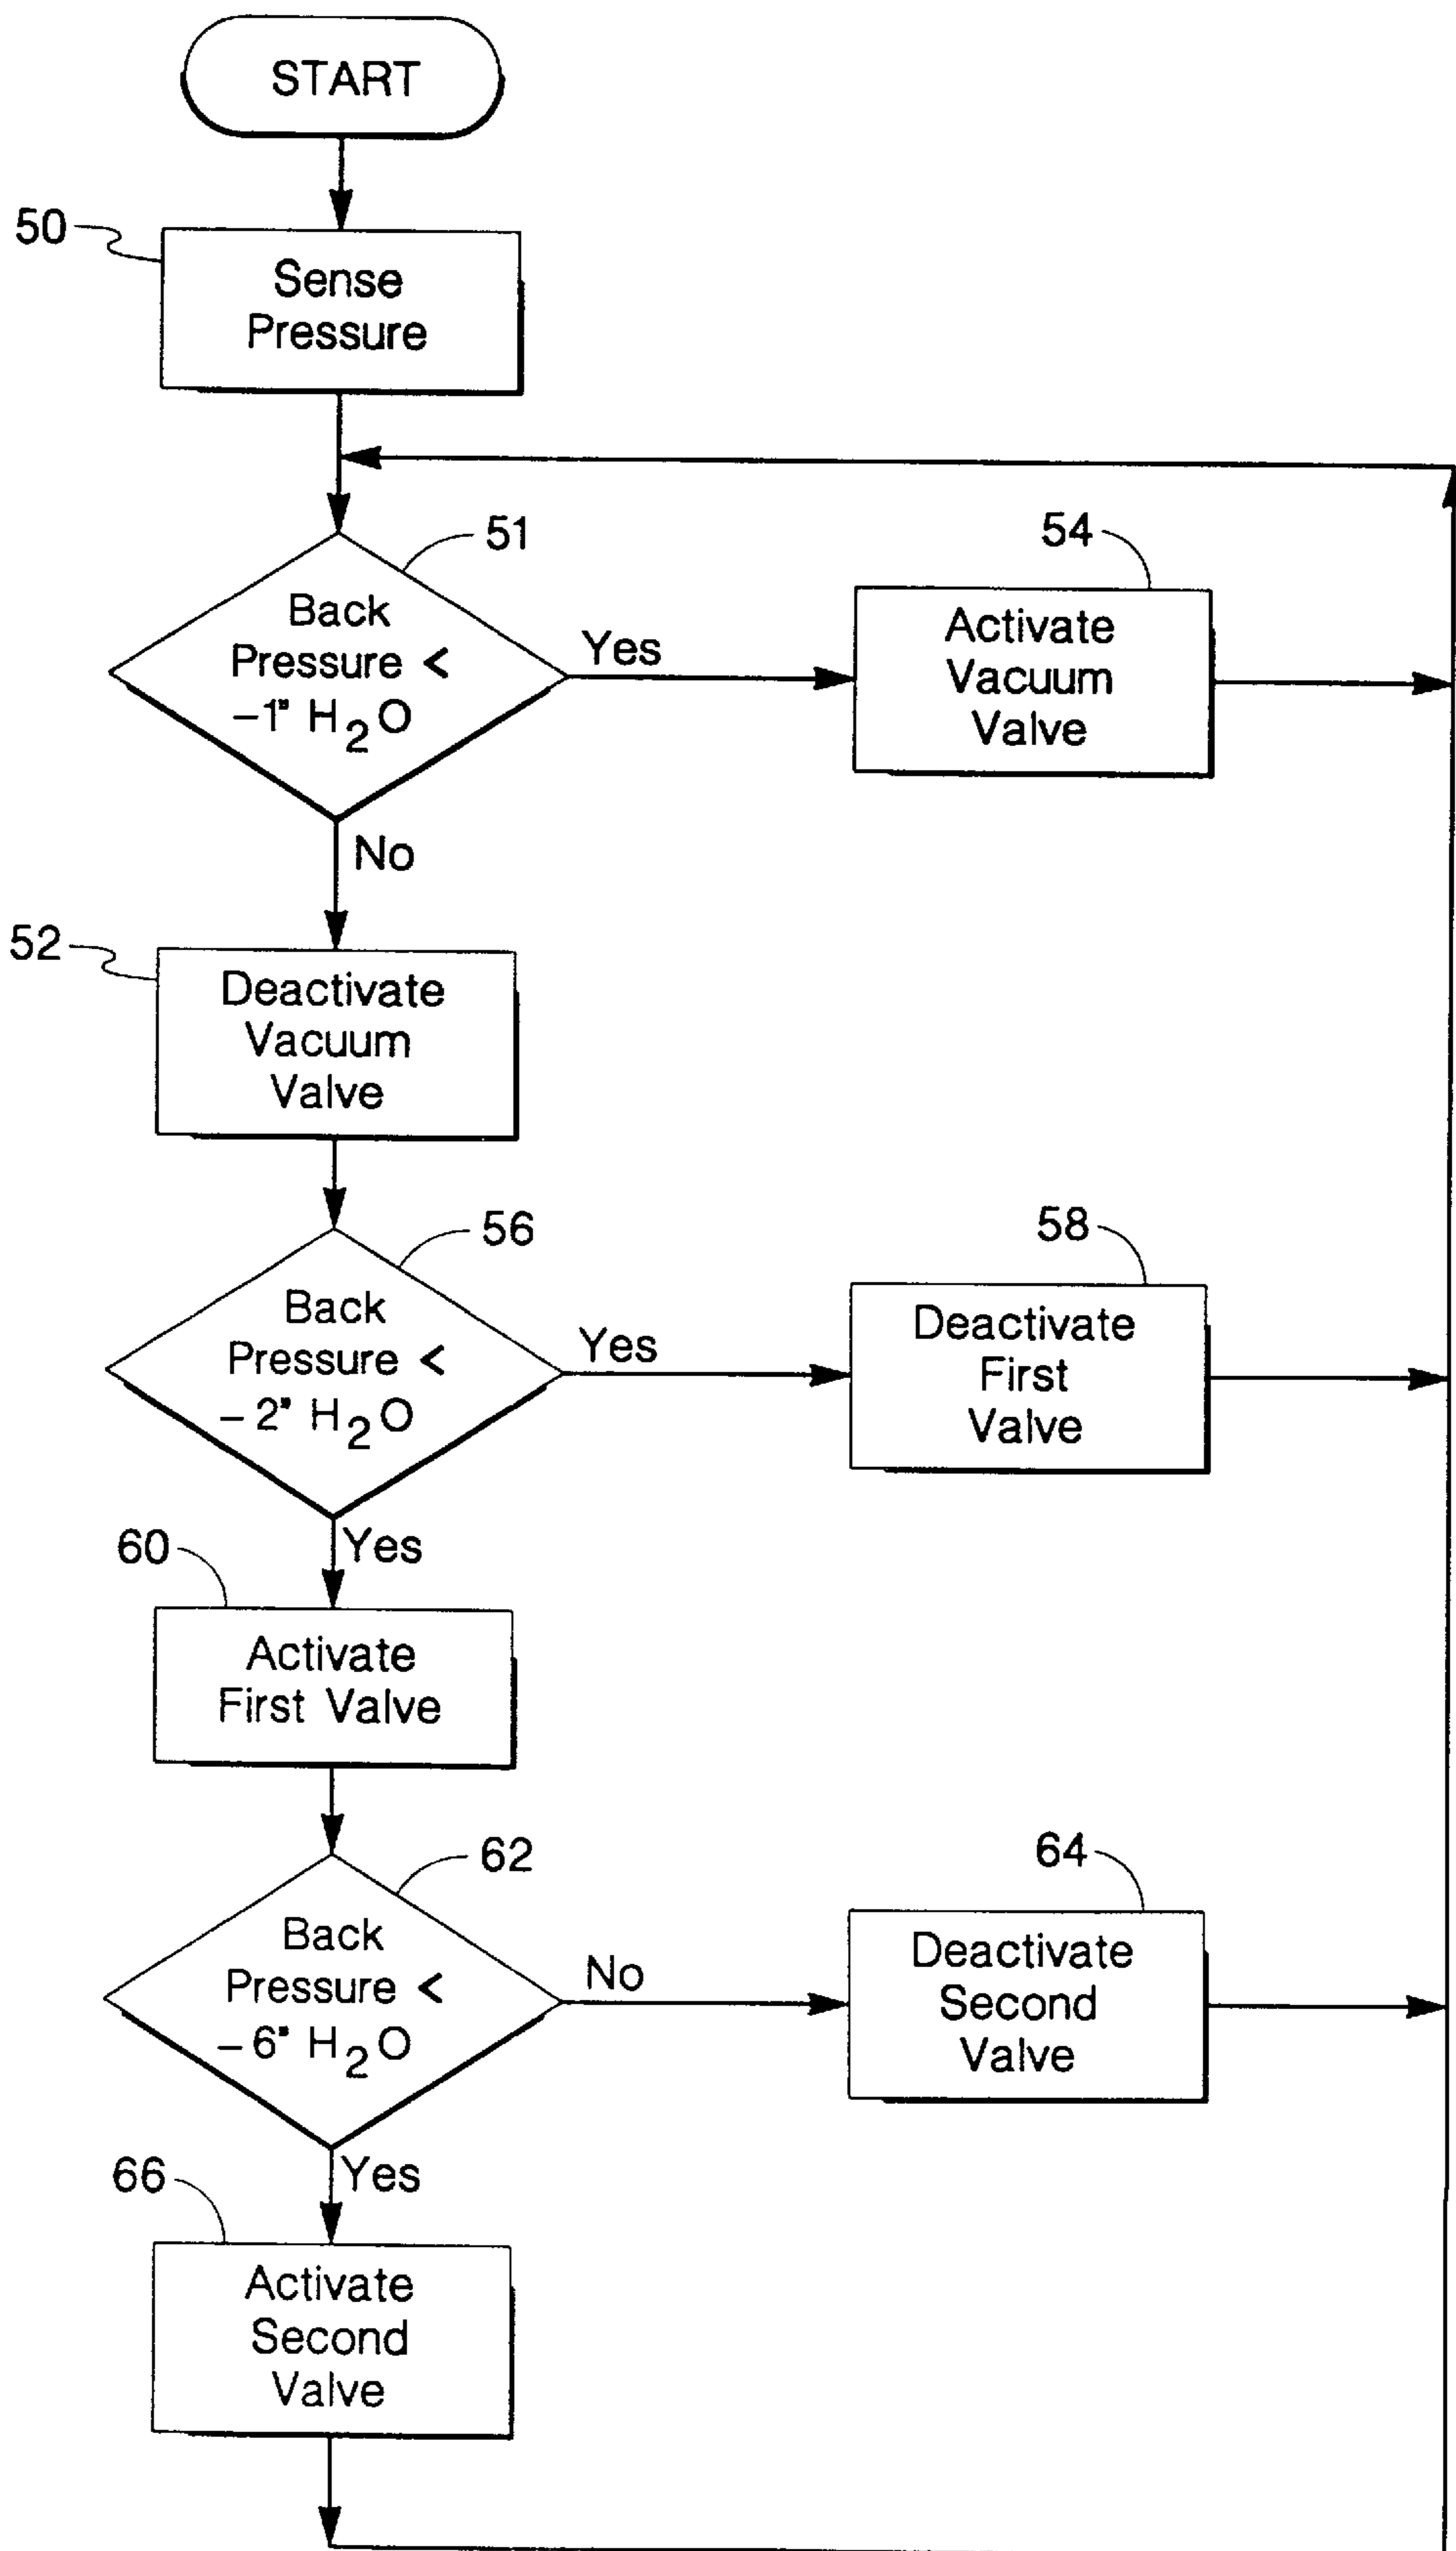 START
50
Sense
Pressure
51
Back
Pressure <
–1" H2O
Yes
54
Activate
Vacuum
Valve
No
52
Deactivate
Vacuum
Valve
56
Back
Pressure <
– 2" H2O
Yes
58
Deactivate
First
Valve
Yes
60
Activate
First Valve
62
Back
Pressure <
– 6" H2O
No
64
Deactivate
Second
Valve
Yes
66
Activate
Second
Valve